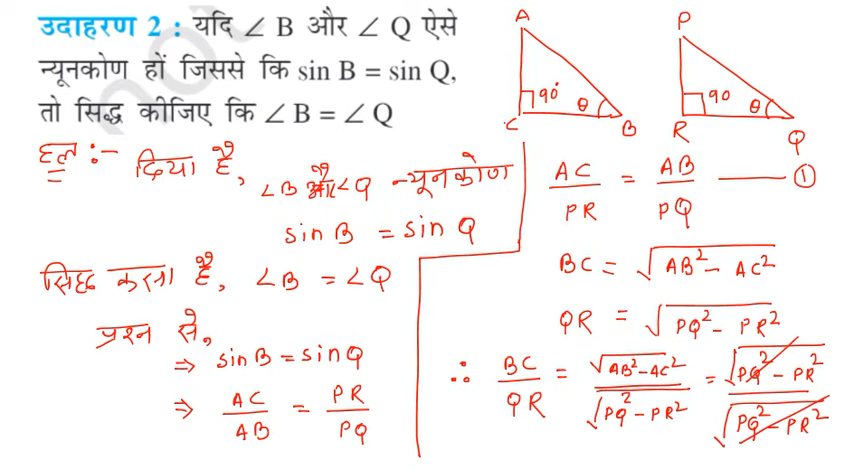 उदाहरण 2 : यदि ∠ B और ∠ Q ऐसे
न्यूनकोण हों जिससे कि sin B = sin Q,
तो सिद्ध कीजिए कि ∠ B = ∠ Q
हल :- दिया है,
∠B और ∠Q न्यूनकोण है
sin B = sin Q
सिद्ध करना है, ∠B = ∠Q
प्रश्न से,
⇒ sin B = sin Q
⇒ AC/AB = PR/PQ
A
90°
θ
C
B
P
90
θ
R
Q
AC/PR = AB/PQ —— ①
BC = √(AB² - AC²)
QR = √(PQ² - PR²)
∴ BC/QR = √(AB² - AC²)/√(PQ² - PR²) = √(PQ² - PR²)/√(PQ² - PR²)